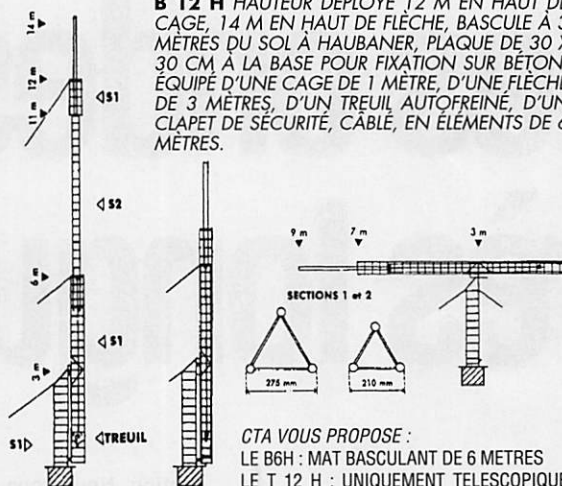 B 12 H HAUTEUR DÉPLOYÉ 12 M EN HAUT DE
CAGE, 14 M EN HAUT DE FLÈCHE, BASCULE À 3
MÈTRES DU SOL À HAUBANER, PLAQUE DE 30 X
30 CM À LA BASE POUR FIXATION SUR BÉTON,
ÉQUIPÉ D'UNE CAGE DE 1 MÈTRE, D'UNE FLÈCHE
DE 3 MÈTRES, D'UN TREUIL AUTOFREINÉ, D'UN
CLAPET DE SÉCURITÉ, CÂBLÉ, EN ÉLÉMENTS DE 6
MÈTRES.
14 m
12 m
11 m
S1
S2
6 m
S1
3 m
S1
TREUIL
9 m 7 m 3 m
SECTIONS 1 et 2
275 mm 210 mm
CTA VOUS PROPOSE :
LE B6H : MAT BASCULANT DE 6 METRES
LE T 12 H : UNIQUEMENT TELESCOPIQUE